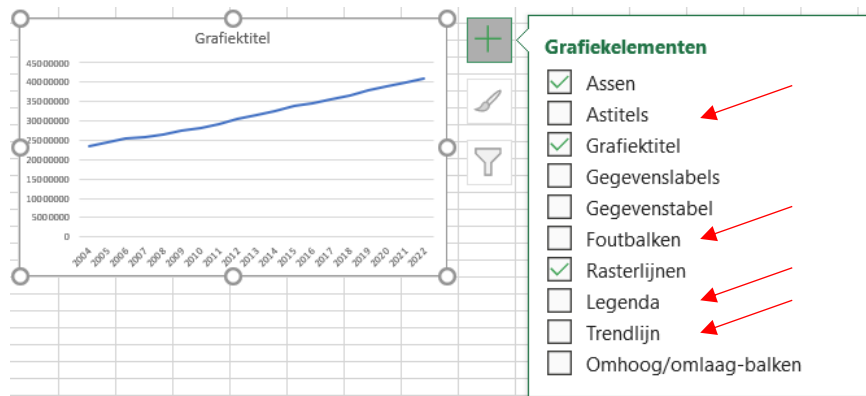 Grafiektitel
45000000
40000000
35000000
30000000
25000000
20000000
15000000
10000000
5000000
0
2004 2005 2006 2007 2008 2009 2010 2011 2012 2013 2014 2015 2016 2017 2018 2019 2020 2021 2022
Grafiekelementen
Assen
Astitels
Grafiektitel
Gegevenslabels
Gegevenstabel
Foutbalken
Rasterlijnen
Legenda
Trendlijn
Omhoog/omlaag-balken